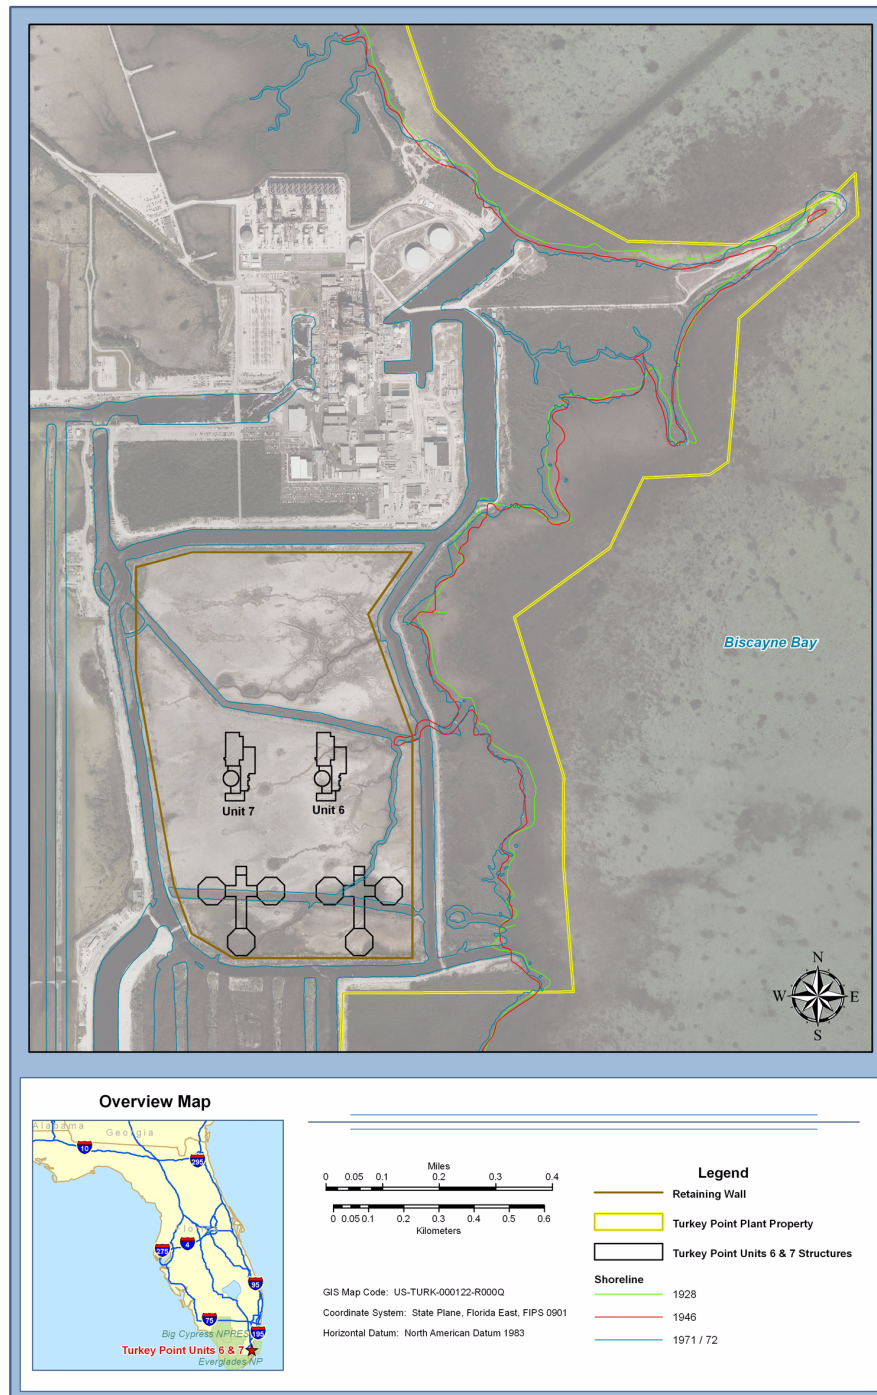 Biscayne Bay
Unit 7
Unit 6
N
W
E
S
Overview Map
Alabama
Georgia
10
295
Florida
4
275
95
75
195
Big Cypress NPRES
Turkey Point Units 6 & 7
Everglades NP
Miles
0 0.05 0.1 0.2 0.3 0.4
0 0.05 0.1 0.2 0.3 0.4 0.5 0.6
Kilometers
GIS Map Code: US-TURK-000122-R000Q
Coordinate System: State Plane, Florida East, FIPS 0901
Horizontal Datum: North American Datum 1983
Legend
Retaining Wall
Turkey Point Plant Property
Turkey Point Units 6 & 7 Structures
Shoreline
1928
1946
1971 / 72